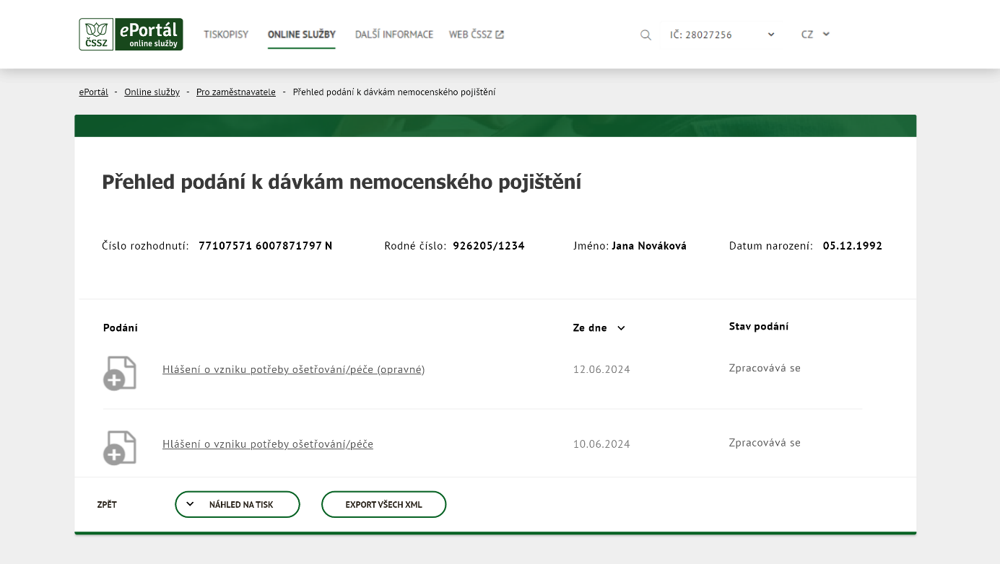 ČSSZ ePortál online služby
TISKOPISY ONLINE SLUŽBY DALŠÍ INFORMACE WEB ČSSZ IČ: 28027256 CZ
ePortál - Online služby - Pro zaměstnavatele - Přehled podání k dávkám nemocenského pojištění
Přehled podání k dávkám nemocenského pojištění
Číslo rozhodnutí: 77107571 6007871797 N Rodné číslo: 926205/1234 Jméno: Jana Nováková Datum narození: 05.12.1992
Podání Ze dne Stav podání
Hlášení o vzniku potřeby ošetřování/péče (opravné) 12.06.2024 Zpracovává se
Hlášení o vzniku potřeby ošetřování/péče 10.06.2024 Zpracovává se
ZPĚT NÁHLED NA TISK EXPORT VŠECH XML